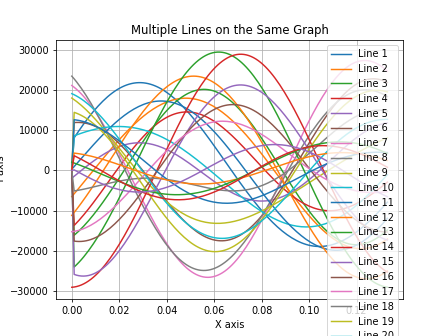 Multiple Lines on the Same Graph
30000
20000
10000
0
−10000
−20000
−30000
0.00
0.02
0.04
0.06
0.08
0.10
X axis
axis
Line 1
Line 2
Line 3
Line 4
Line 5
Line 6
Line 7
Line 8
Line 9
Line 10
Line 11
Line 12
Line 13
Line 14
Line 15
Line 16
Line 17
Line 18
Line 19
Line 20